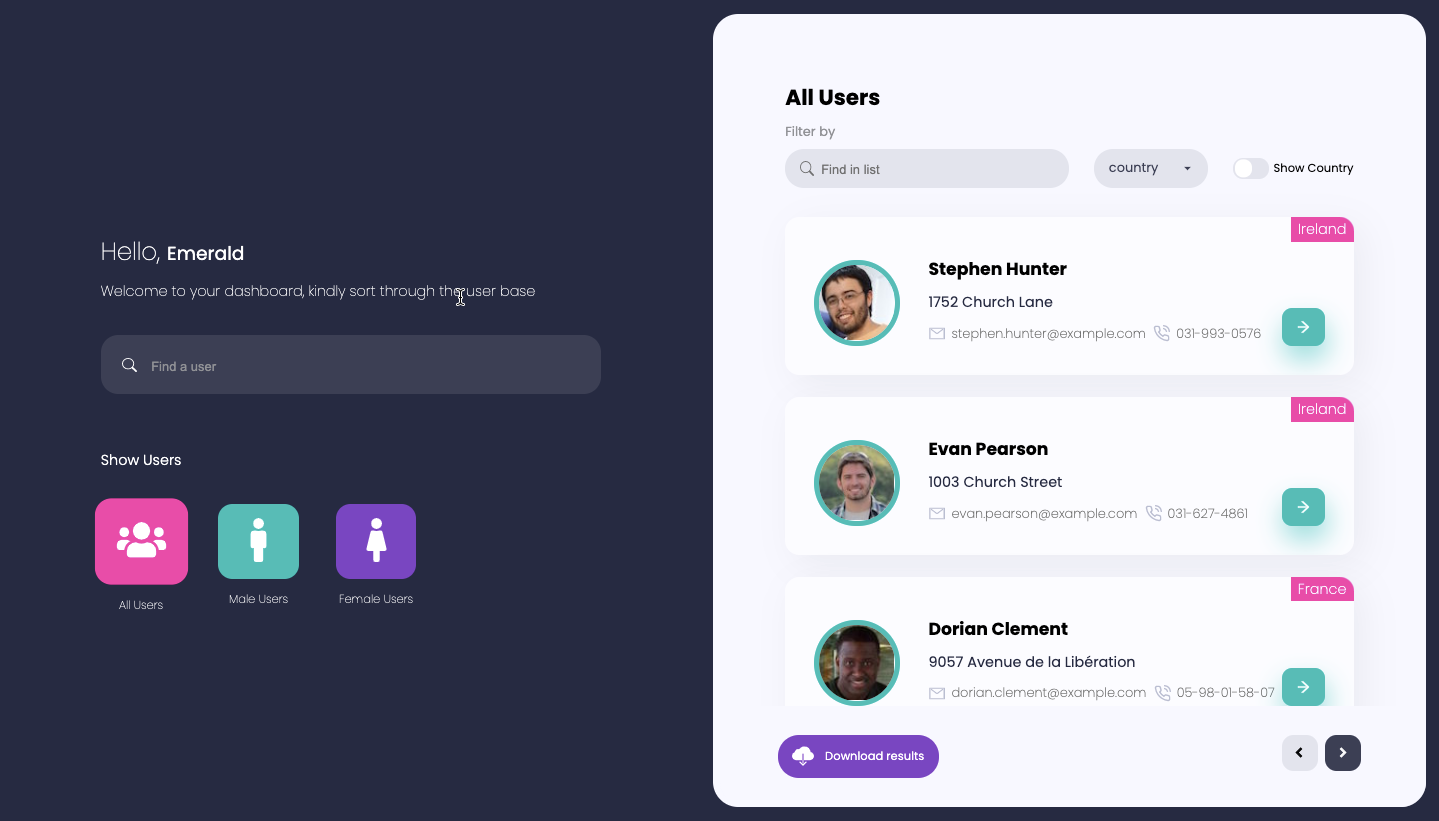 Hello, Emerald
Welcome to your dashboard, kindly sort through the user base
Find a user
Show Users
All Users
Male Users
Female Users
All Users
Filter by
Find in list
country
Show Country
Ireland
Stephen Hunter
1752 Church Lane
stephen.hunter@example.com 031-993-0576
Ireland
Evan Pearson
1003 Church Street
evan.pearson@example.com 031-627-4861
France
Dorian Clement
9057 Avenue de la Libération
dorian.clement@example.com 05-98-01-58-07
Download results